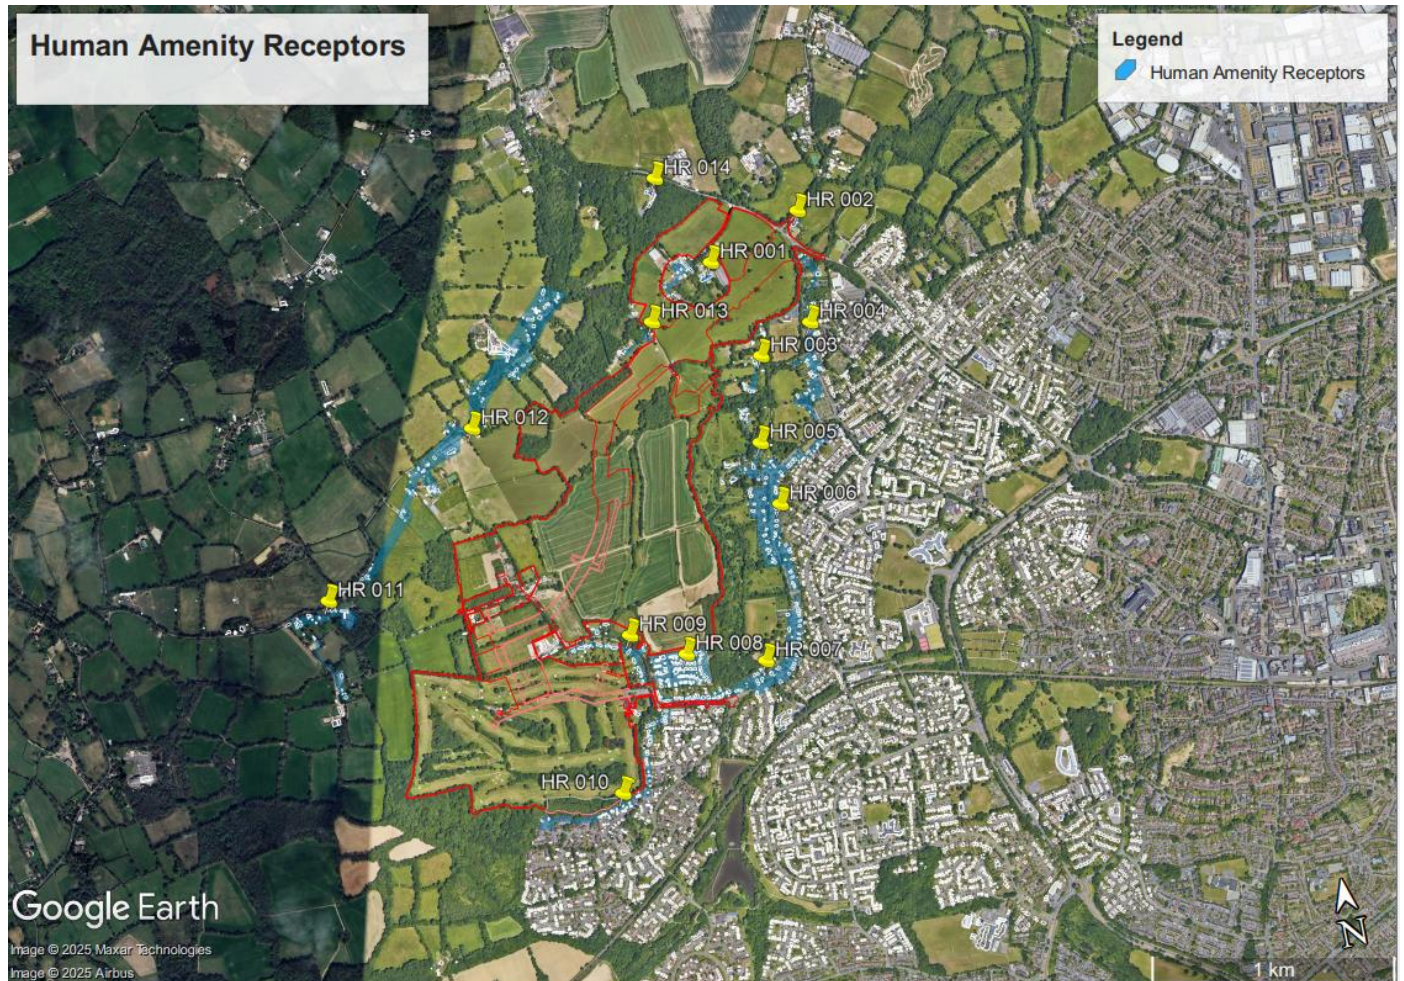 Human Amenity Receptors
Legend
Human Amenity Receptors
HR 014
HR 002
HR 001
HR 013
HR 004
HR 003
HR 012
HR 005
HR 006
HR 011
HR 009
HR 008
HR 007
HR 010
Google Earth
Image © 2025 Maxar Technologies
Image © 2025 Airbus
N
1 km